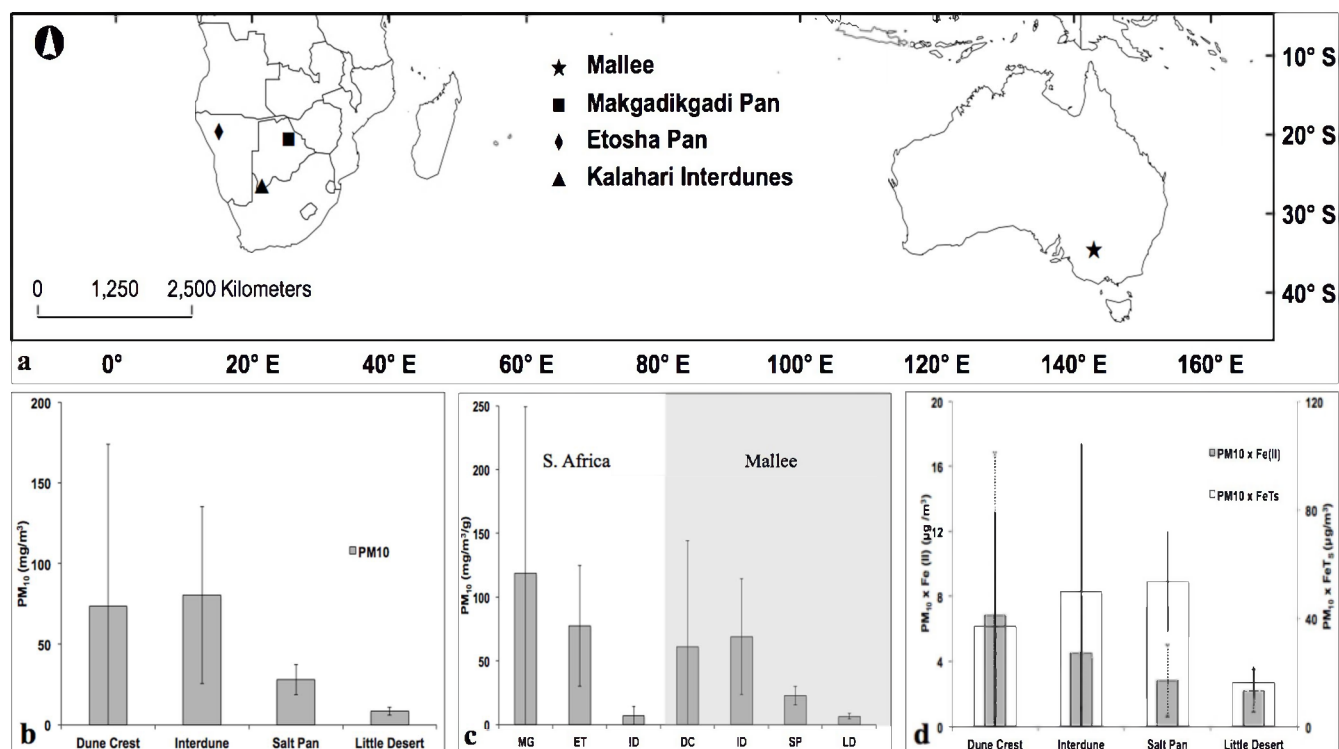 Mallee
Makgadikgadi Pan
Etosha Pan
Kalahari Interdunes
10° S
20° S
30° S
40° S
0 1,250 2,500 Kilometers
a
0° 20° E 40° E 60° E 80° E 100° E 120° E 140° E 160° E
200
150
100
50
0
PM10 (mg/m³)
PM10
b
Dune Crest Interdune Salt Pan Little Desert
250
200
150
100
50
0
PM10 (mg/m³/g)
S. Africa Mallee
c
MG ET ID DC ID SP LD
20
16
12
8
4
0
PM10 x Fe (II) (µg /m³)
PM10 x Fe(II)
PM10 x FeTs
120
80
40
0
PM10 x FeTs (µg/m³)
d
Dune Crest Interdune Salt Pan Little Desert